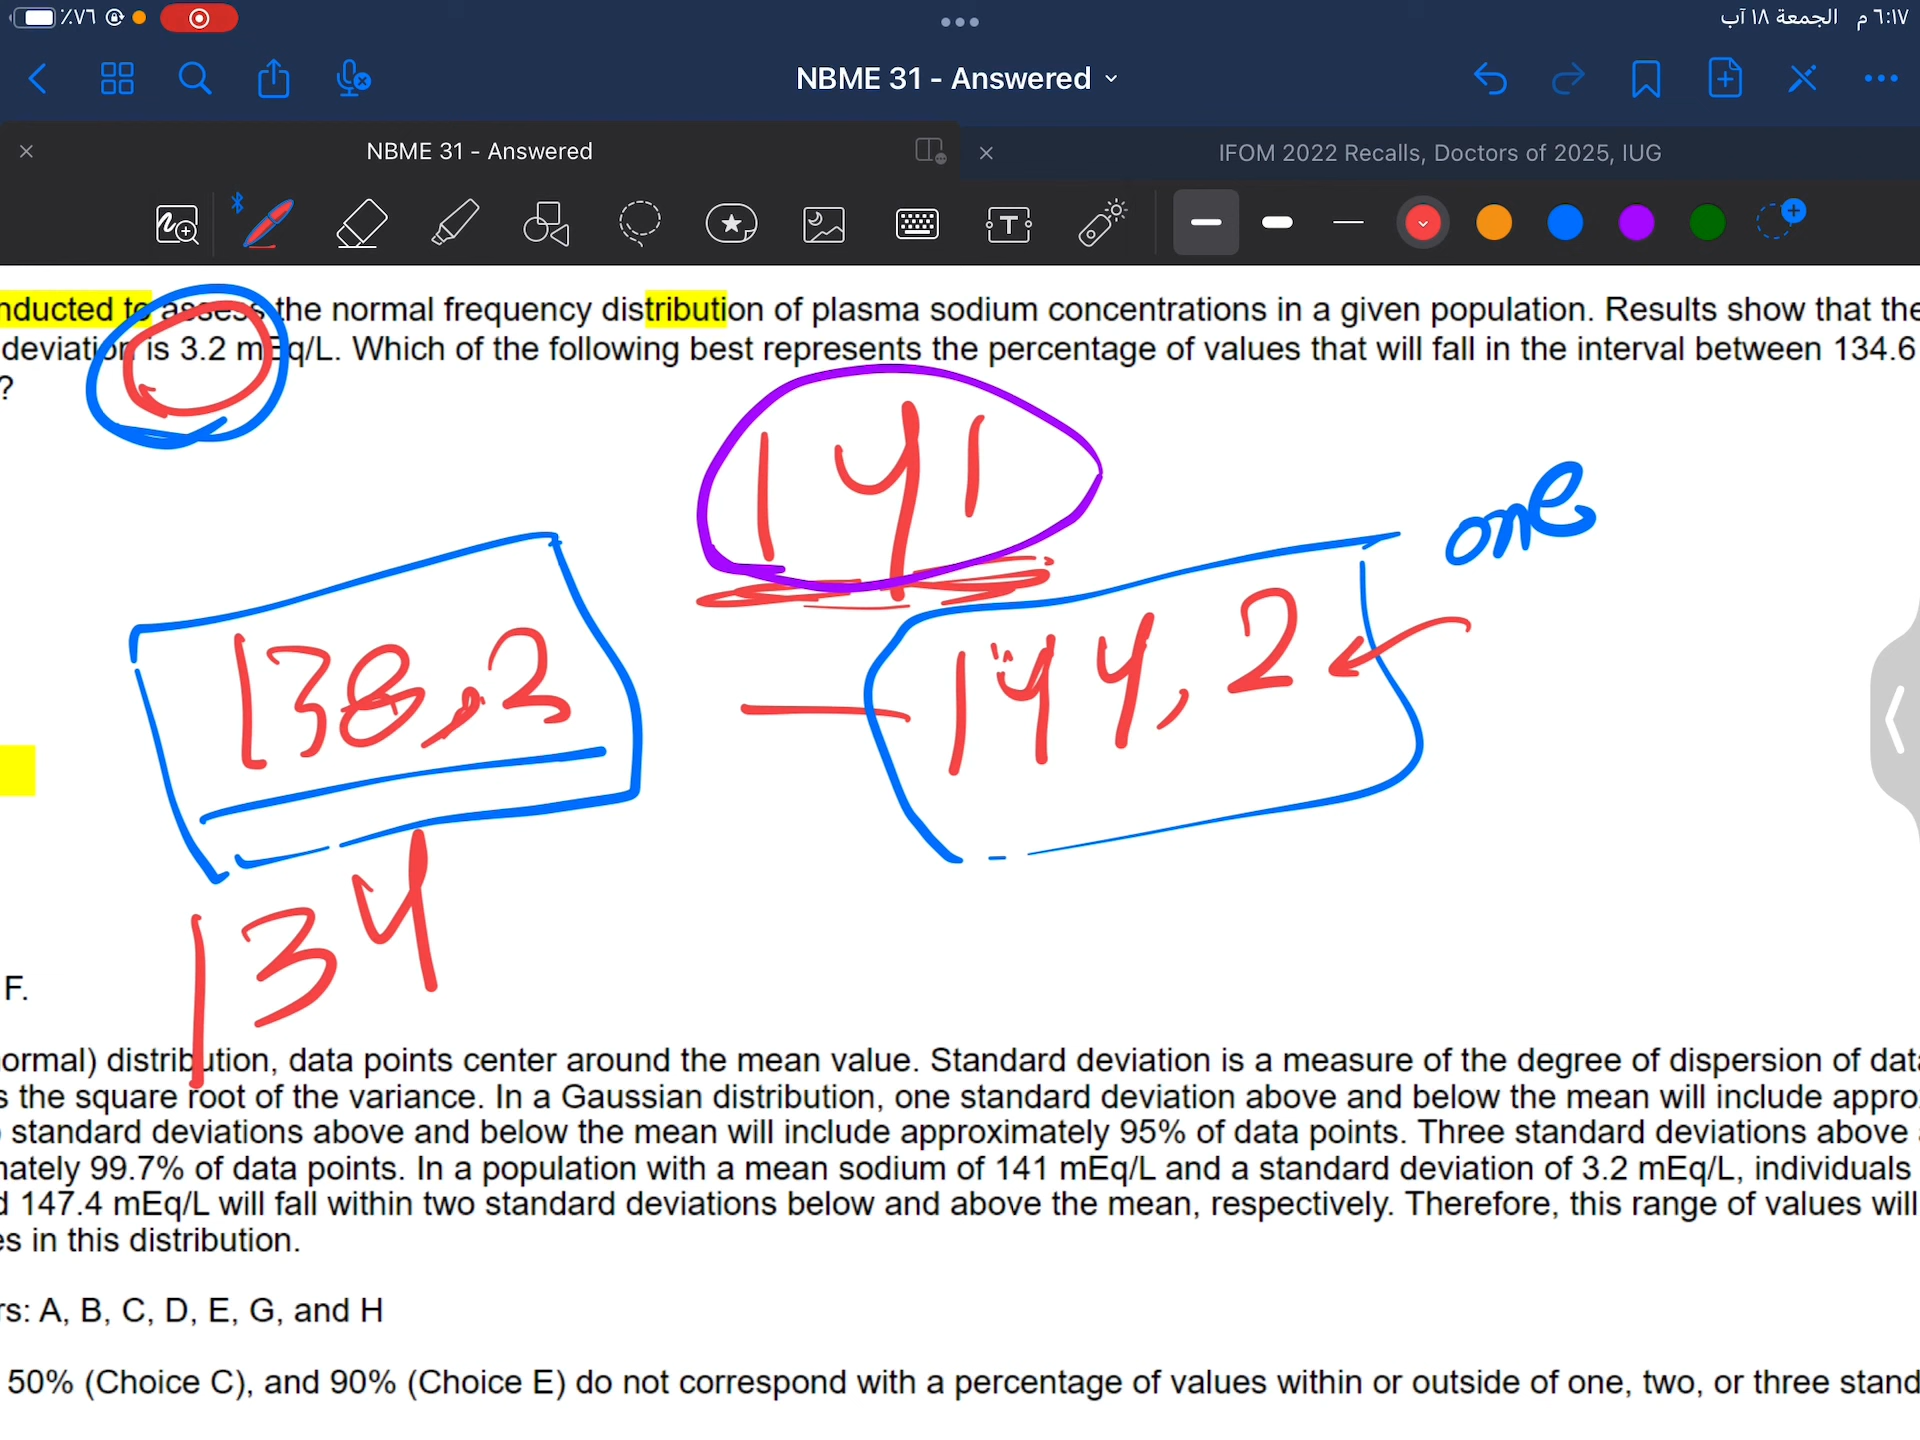 ٪٧٦
٦:١٧ م الجمعة ١٨ آب
NBME 31 - Answered
NBME 31 - Answered
IFOM 2022 Recalls, Doctors of 2025, IUG
T
nducted to assess the normal frequency distribution of plasma sodium concentrations in a given population. Results show that the
deviation is 3.2 mEq/L. Which of the following best represents the percentage of values that will fall in the interval between 134.6
?
141
one
138,2 — 144,2
134
F.
ormal) distribution, data points center around the mean value. Standard deviation is a measure of the degree of dispersion of data
s the square root of the variance. In a Gaussian distribution, one standard deviation above and below the mean will include appro
standard deviations above and below the mean will include approximately 95% of data points. Three standard deviations above
nately 99.7% of data points. In a population with a mean sodium of 141 mEq/L and a standard deviation of 3.2 mEq/L, individuals
d 147.4 mEq/L will fall within two standard deviations below and above the mean, respectively. Therefore, this range of values will
es in this distribution.
rs: A, B, C, D, E, G, and H
50% (Choice C), and 90% (Choice E) do not correspond with a percentage of values within or outside of one, two, or three stand